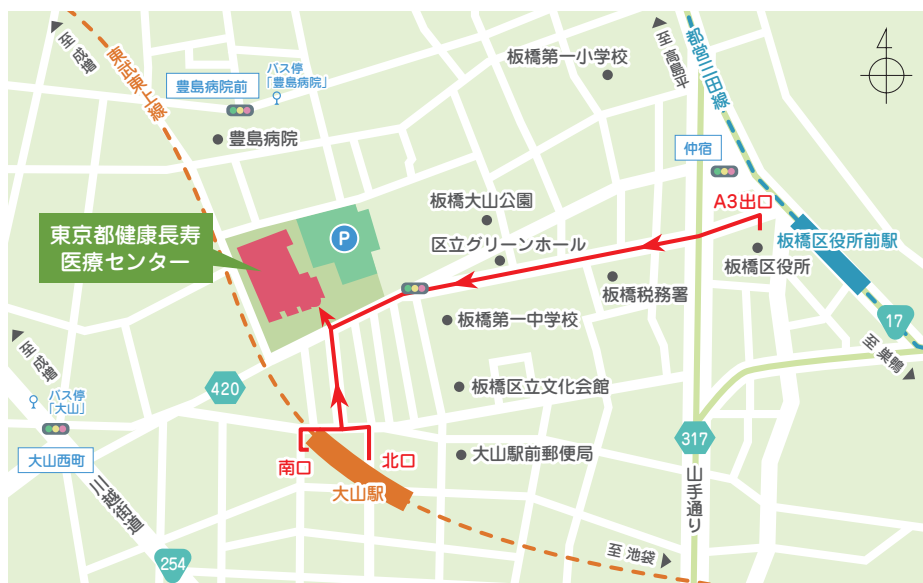 至 成増
東武東上線
豊島病院前
バス停
「豊島病院」
豊島病院
板橋第一小学校
至 高島平
都営三田線
仲宿
A3出口
板橋区役所前駅
板橋区役所
東京都健康長寿
医療センター
P
板橋大山公園
区立グリーンホール
板橋税務署
板橋第一中学校
17
至 巣鴨
至 成増
バス停
「大山」
420
板橋区立文化会館
大山西町
南口
北口
大山駅
大山駅前郵便局
317
山手通り
川越街道
254
至 池袋